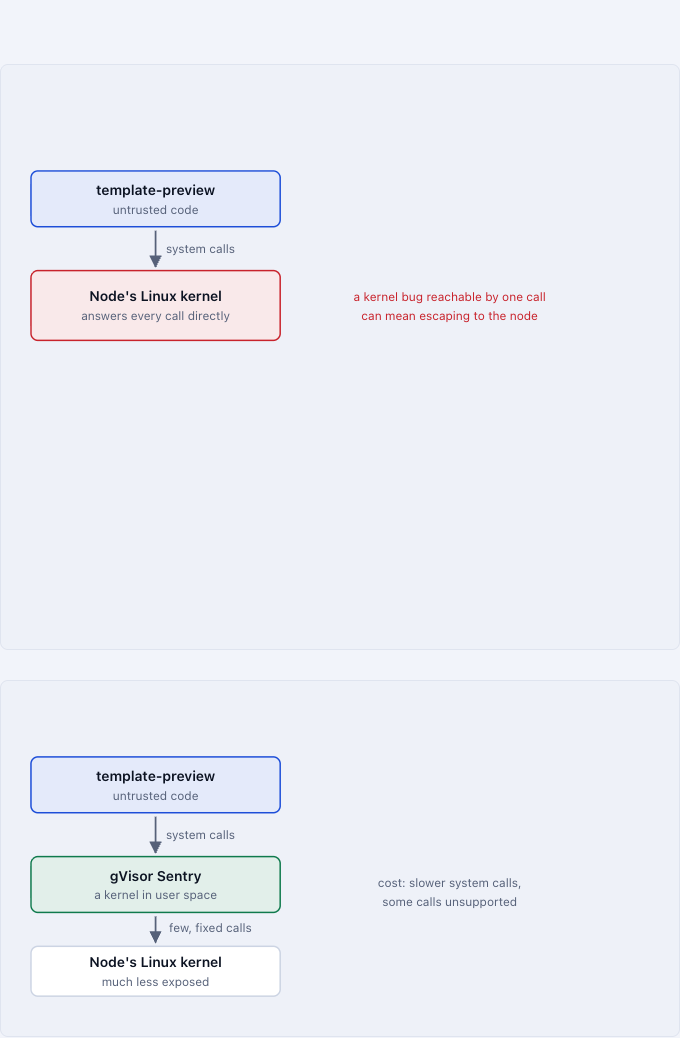 template-preview
untrusted code
system calls
Node's Linux kernel
answers every call directly
a kernel bug reachable by one call
can mean escaping to the node
template-preview
untrusted code
system calls
gVisor Sentry
a kernel in user space
cost: slower system calls,
some calls unsupported
few, fixed calls
Node's Linux kernel
much less exposed